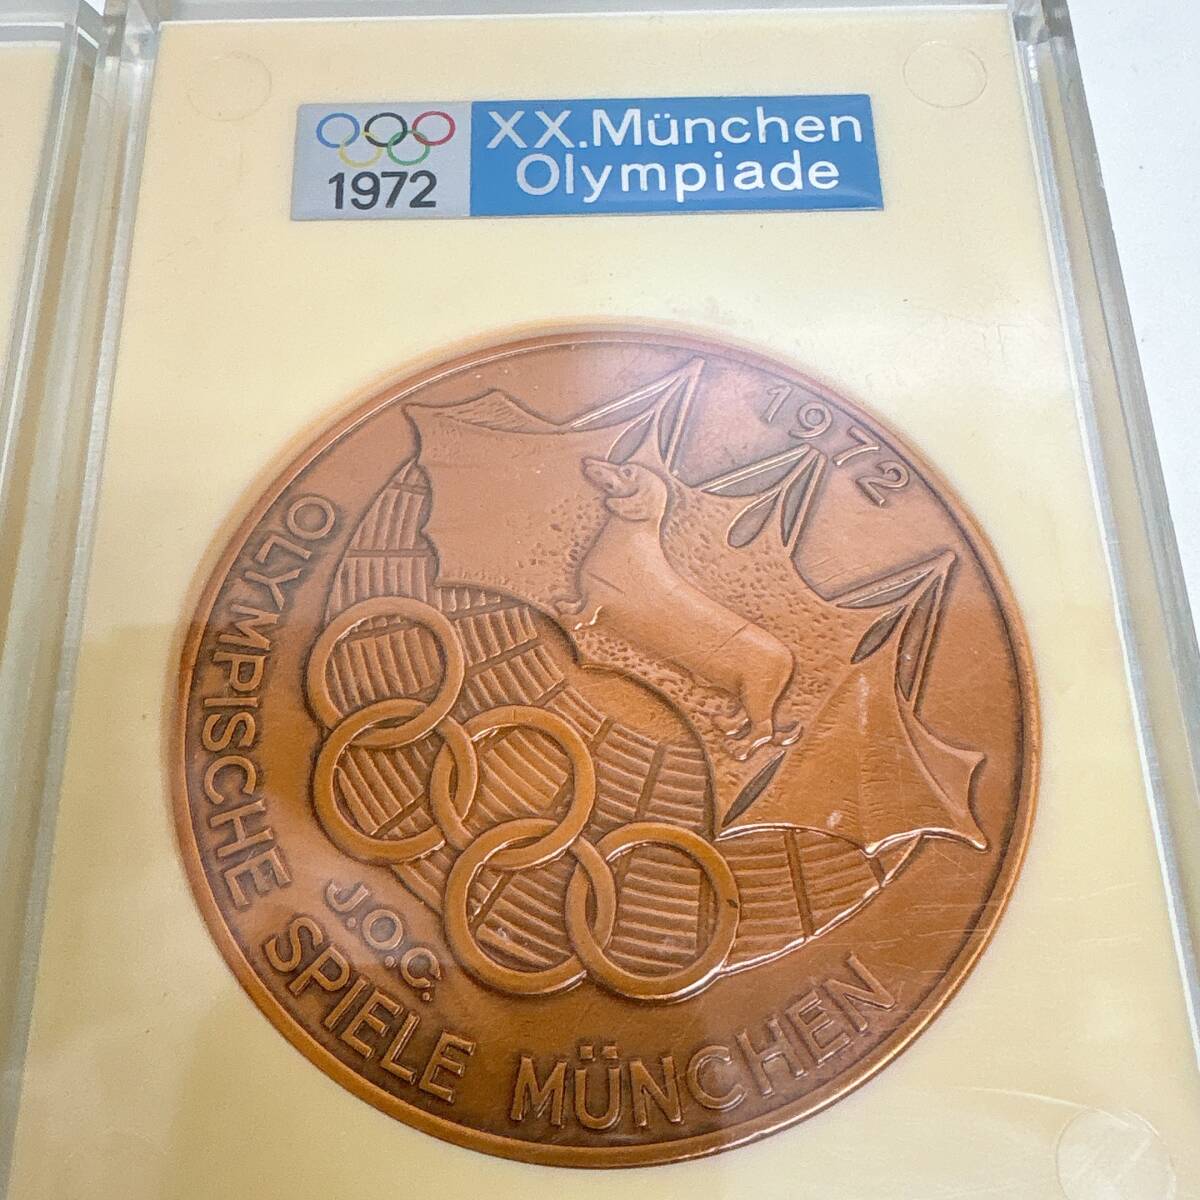 1972
XX.München
Olympiade
1972
OLYMPISCHE SPIELE MÜNCHEN
J.O.C.